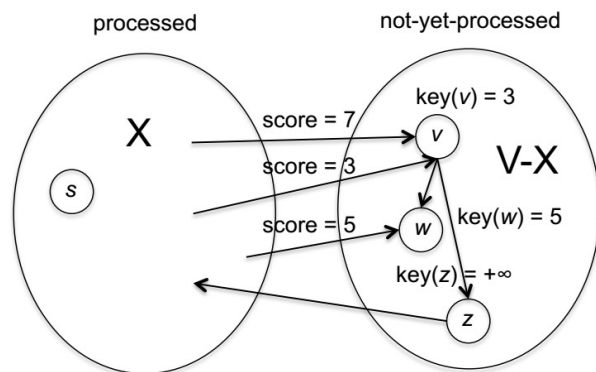 processed
not-yet-processed
key(v) = 3
score = 7
X
v
V-X
score = 3
s
score = 5
w
key(w) = 5
key(z) = +∞
z